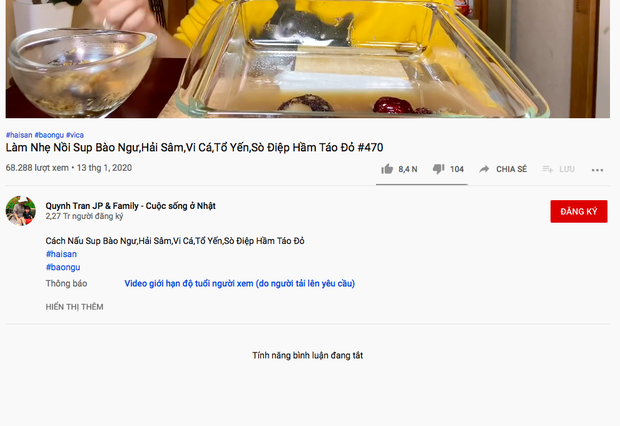 #haisan #baongu #vica
Làm Nhẹ Nồi Sup Bào Ngư,Hải Sâm,Vi Cá,Tổ Yến,Sò Điệp Hầm Táo Đỏ #470
68.288 lượt xem • 13 thg 1, 2020 8,4 N 104 CHIA SẺ LƯU
Quynh Tran JP & Family - Cuộc sống ở Nhật
2,27 Tr người đăng ký
ĐĂNG KÝ
Cách Nấu Sup Bào Ngư,Hải Sâm,Vi Cá,Tổ Yến,Sò Điệp Hầm Táo Đỏ
#haisan
#baongu
Thông báo Video giới hạn độ tuổi người xem (do người tải lên yêu cầu)
HIỂN THỊ THÊM
Tính năng bình luận đang tắt